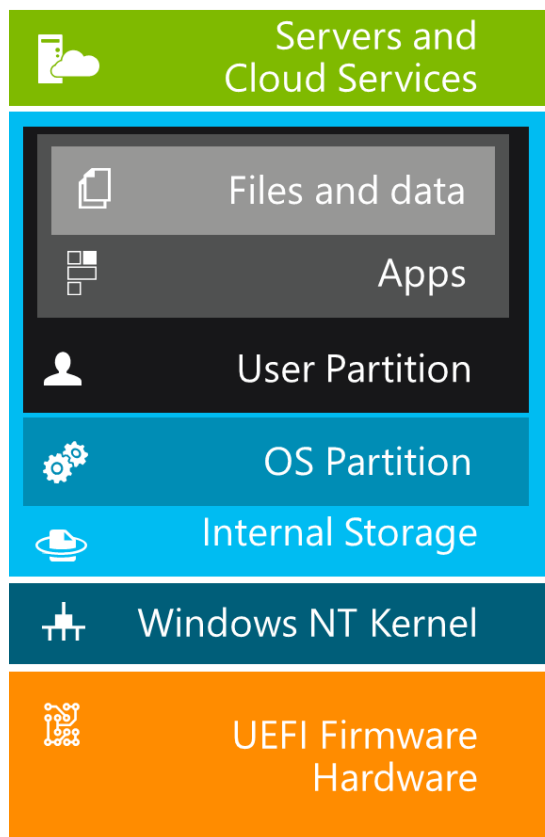 Servers and
Cloud Services
Files and data
Apps
User Partition
OS Partition
Internal Storage
Windows NT Kernel
UEFI Firmware
Hardware